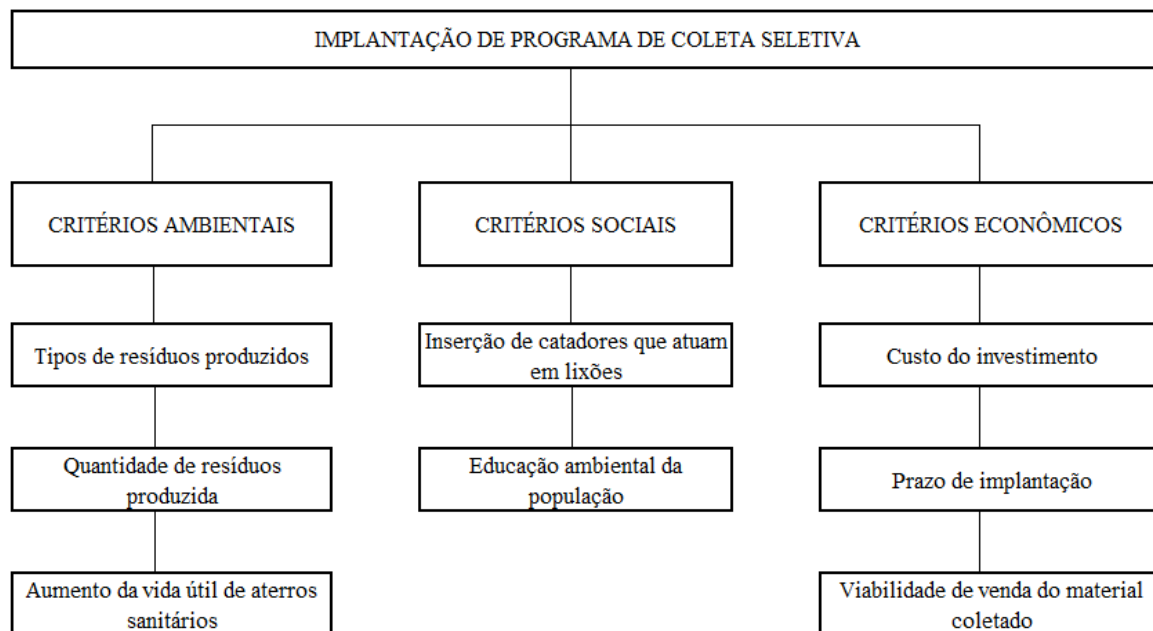 IMPLANTAÇÃO DE PROGRAMA DE COLETA SELETIVA
CRITÉRIOS AMBIENTAIS
CRITÉRIOS SOCIAIS
CRITÉRIOS ECONÔMICOS
Tipos de resíduos produzidos
Inserção de catadores que atuam
em lixões
Custo do investimento
Quantidade de resíduos
produzida
Educação ambiental da
população
Prazo de implantação
Aumento da vida útil de aterros
sanitários
Viabilidade de venda do material
coletado